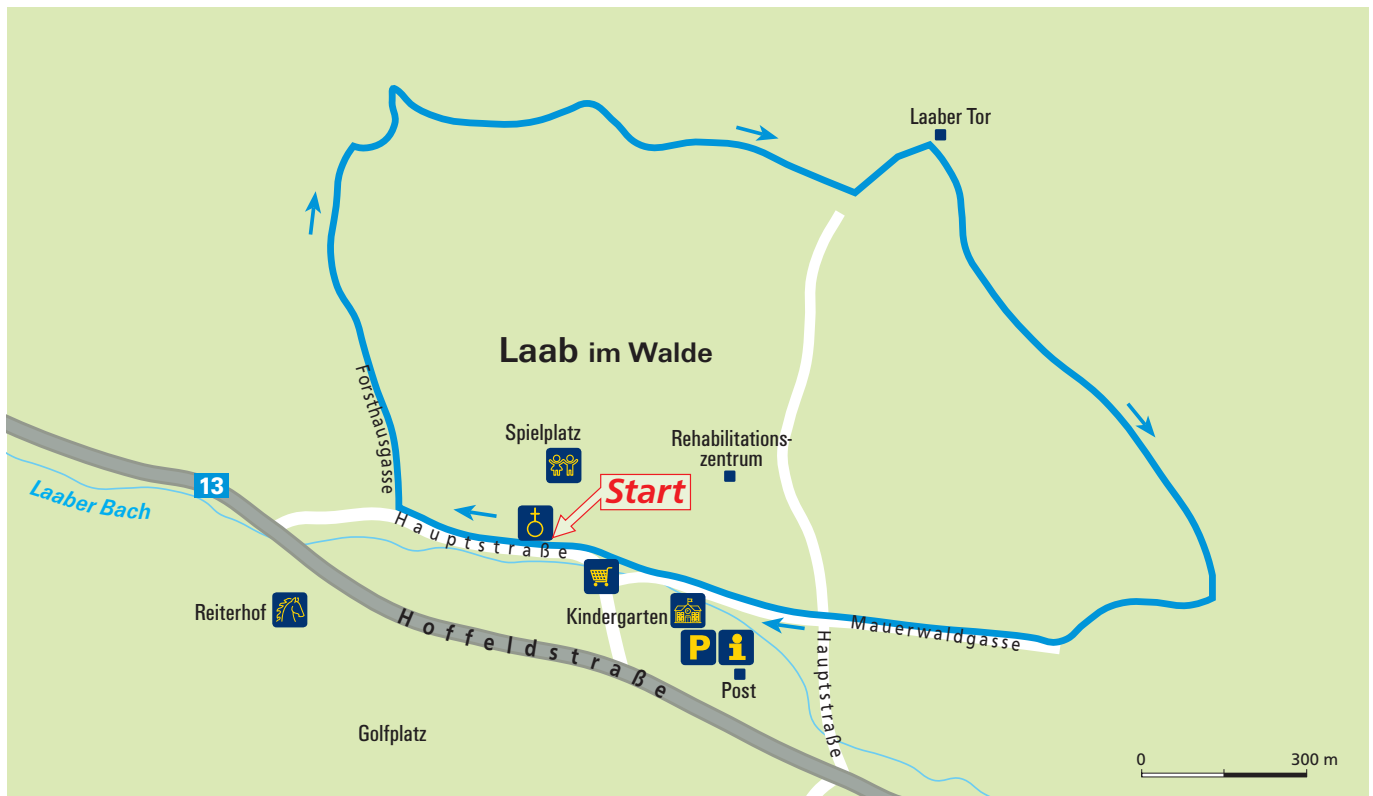 Laaber Tor
Laab im Walde
Forsthausgasse
Spielplatz
Rehabilitations-
zentrum
13
Start
Laaber Bach
Hauptstraße
Reiterhof
Kindergarten
Mauerwaldgasse
Hoffeldstraße
P
i
Hauptstraße
Post
Golfplatz
0
300 m